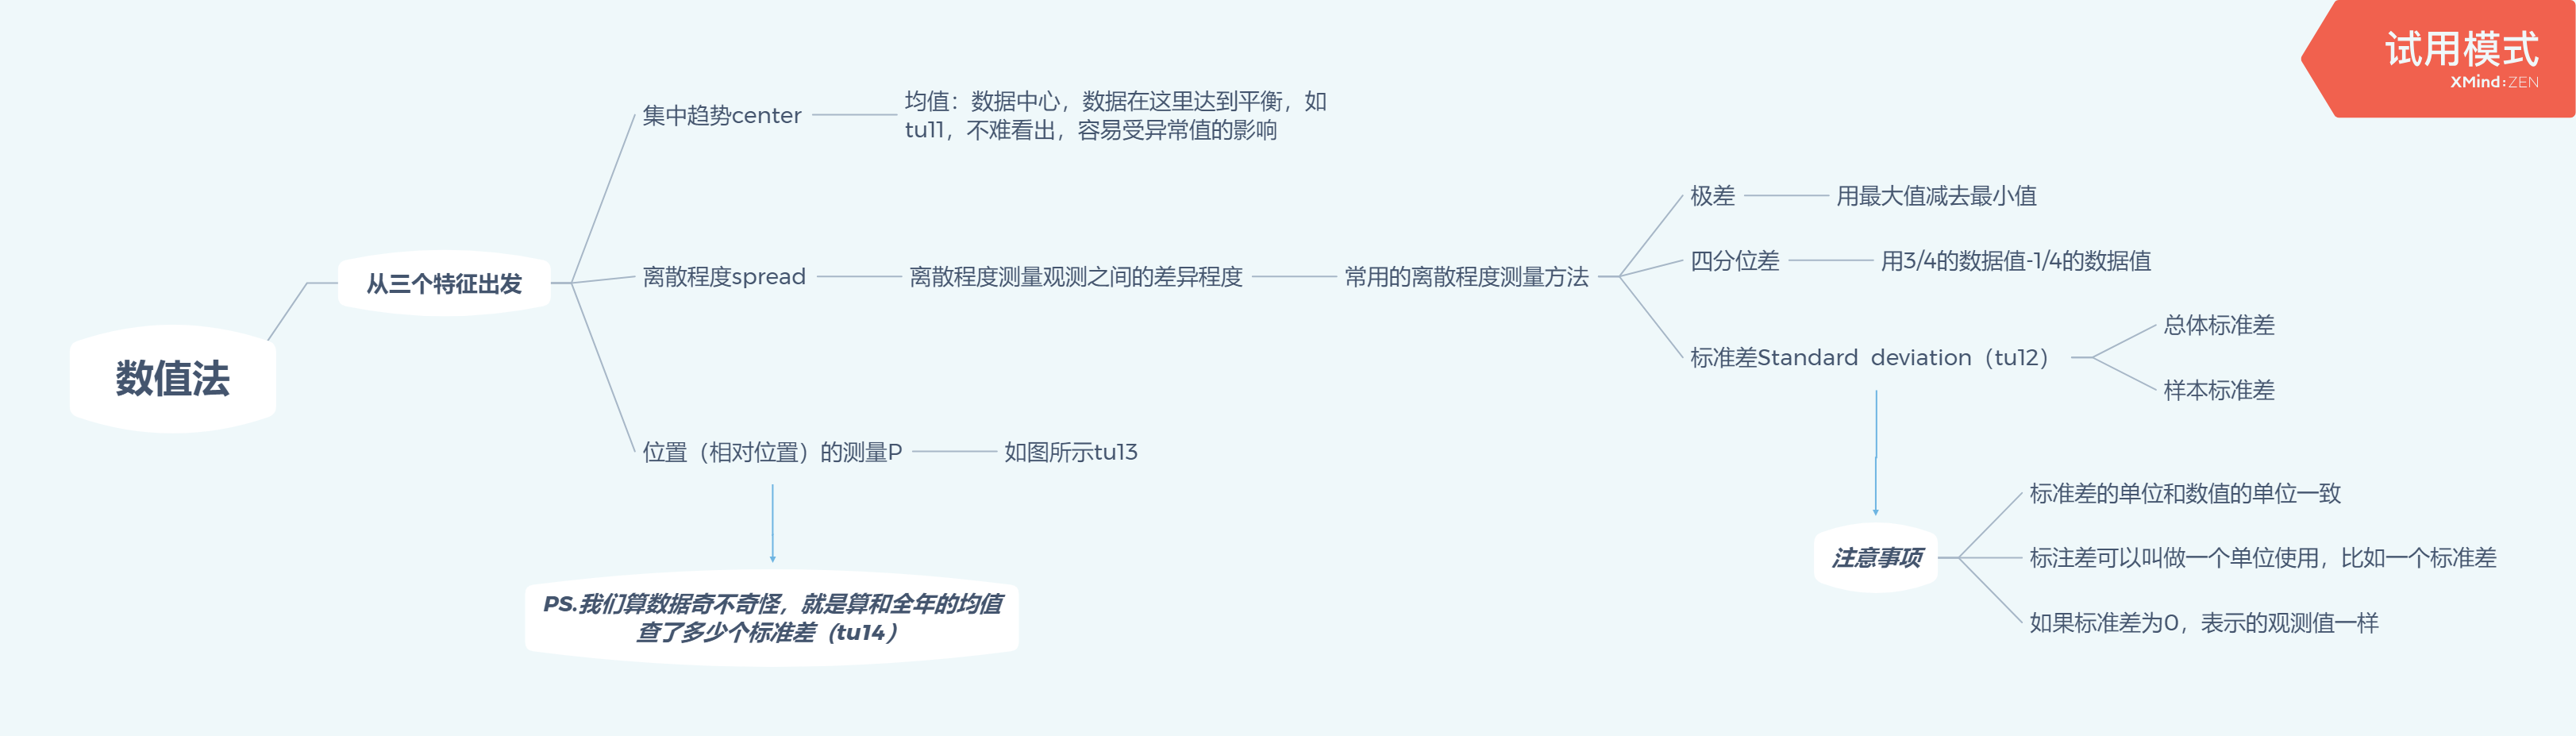 试用模式
XMind:ZEN
数值法
从三个特征出发
集中趋势center
均值：数据中心，数据在这里达到平衡，如
tu11，不难看出，容易受异常值的影响
离散程度spread
离散程度测量观测之间的差异程度
常用的离散程度测量方法
极差
用最大值减去最小值
四分位差
用3/4的数据值-1/4的数据值
标准差Standard deviation（tu12）
总体标准差
样本标准差
位置（相对位置）的测量P
如图所示tu13
PS.我们算数据奇不奇怪，就是算和全年的均值
查了多少个标准差（tu14）
注意事项
标准差的单位和数值的单位一致
标注差可以叫做一个单位使用，比如一个标准差
如果标准差为0，表示的观测值一样